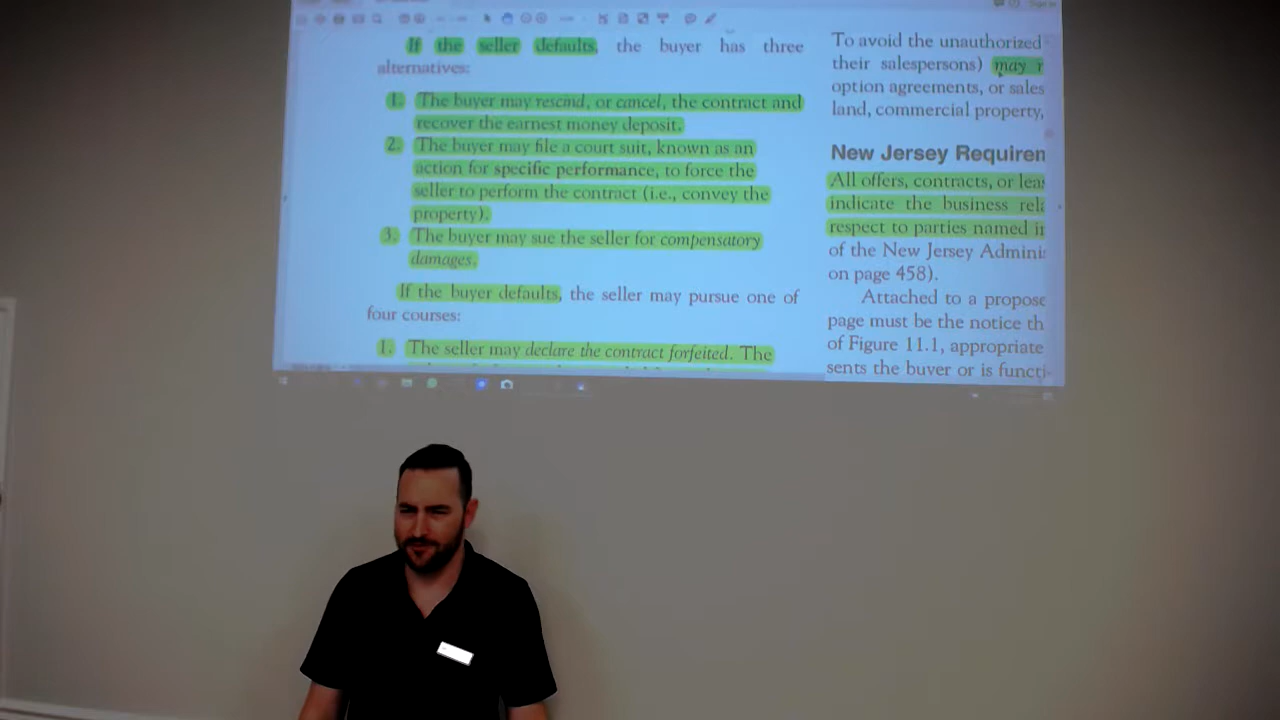 If the seller defaults, the buyer has three
alternatives:
1. The buyer may rescind, or cancel, the contract and
recover the earnest money deposit.
2. The buyer may file a court suit, known as an
action for specific performance, to force the
seller to perform the contract (i.e., convey the
property).
3. The buyer may sue the seller for compensatory
damages.
If the buyer defaults, the seller may pursue one of
four courses:
1. The seller may declare the contract forfeited. The
To avoid the unauthorized
their salespersons) may
option agreements, or sales
land, commercial property,
New Jersey Requiren
All offers, contracts, or leas
indicate the business rela
respect to parties named in
of the New Jersey Adminis
on page 458).
Attached to a propose
page must be the notice th
of Figure 11.1, appropriate
sents the buyer or is functi